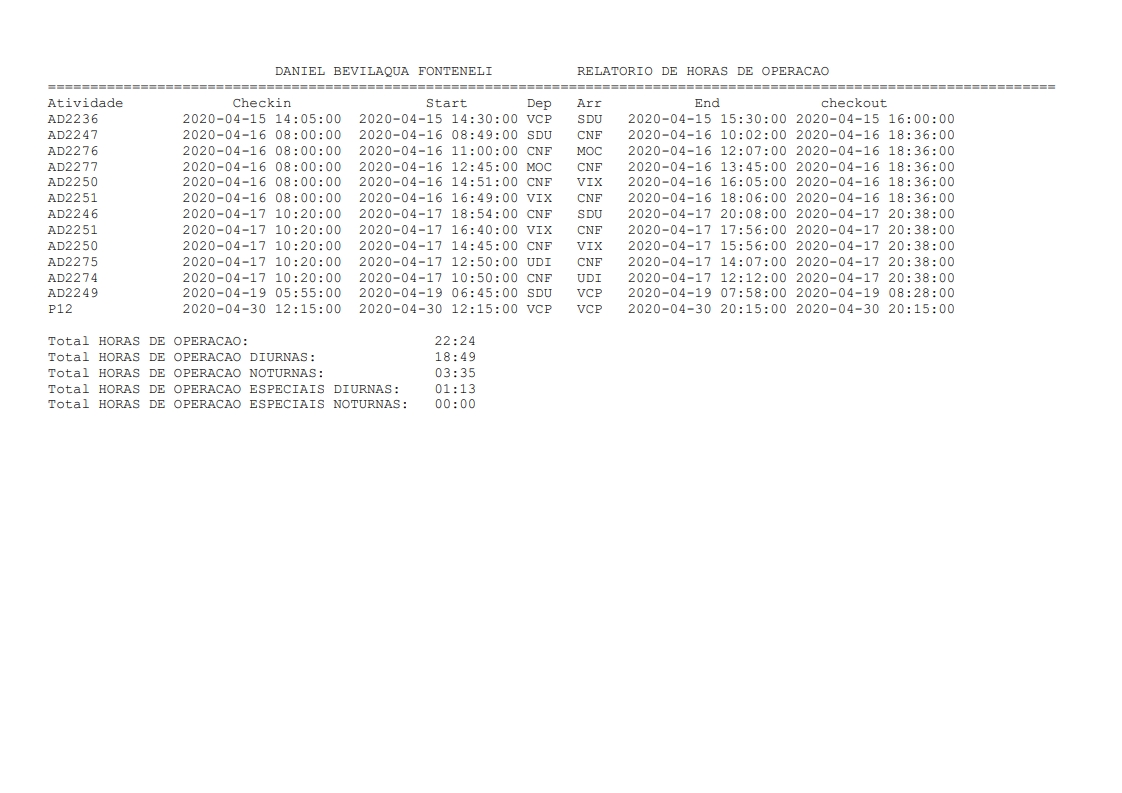 DANIEL BEVILAQUA FONTENELI          RELATORIO DE HORAS DE OPERACAO
========================================================================================================================
Atividade             Checkin                Start       Dep   Arr           End            checkout
AD2236          2020-04-15 14:05:00  2020-04-15 14:30:00 VCP   SDU   2020-04-15 15:30:00 2020-04-15 16:00:00
AD2247          2020-04-16 08:00:00  2020-04-16 08:49:00 SDU   CNF   2020-04-16 10:02:00 2020-04-16 18:36:00
AD2276          2020-04-16 08:00:00  2020-04-16 11:00:00 CNF   MOC   2020-04-16 12:07:00 2020-04-16 18:36:00
AD2277          2020-04-16 08:00:00  2020-04-16 12:45:00 MOC   CNF   2020-04-16 13:45:00 2020-04-16 18:36:00
AD2250          2020-04-16 08:00:00  2020-04-16 14:51:00 CNF   VIX   2020-04-16 16:05:00 2020-04-16 18:36:00
AD2251          2020-04-16 08:00:00  2020-04-16 16:49:00 VIX   CNF   2020-04-16 18:06:00 2020-04-16 18:36:00
AD2246          2020-04-17 10:20:00  2020-04-17 18:54:00 CNF   SDU   2020-04-17 20:08:00 2020-04-17 20:38:00
AD2251          2020-04-17 10:20:00  2020-04-17 16:40:00 VIX   CNF   2020-04-17 17:56:00 2020-04-17 20:38:00
AD2250          2020-04-17 10:20:00  2020-04-17 14:45:00 CNF   VIX   2020-04-17 15:56:00 2020-04-17 20:38:00
AD2275          2020-04-17 10:20:00  2020-04-17 12:50:00 UDI   CNF   2020-04-17 14:07:00 2020-04-17 20:38:00
AD2274          2020-04-17 10:20:00  2020-04-17 10:50:00 CNF   UDI   2020-04-17 12:12:00 2020-04-17 20:38:00
AD2249          2020-04-19 05:55:00  2020-04-19 06:45:00 SDU   VCP   2020-04-19 07:58:00 2020-04-19 08:28:00
P12             2020-04-30 12:15:00  2020-04-30 12:15:00 VCP   VCP   2020-04-30 20:15:00 2020-04-30 20:15:00
Total HORAS DE OPERACAO:                      22:24
Total HORAS DE OPERACAO DIURNAS:              18:49
Total HORAS DE OPERACAO NOTURNAS:             03:35
Total HORAS DE OPERACAO ESPECIAIS DIURNAS:    01:13
Total HORAS DE OPERACAO ESPECIAIS NOTURNAS:   00:00